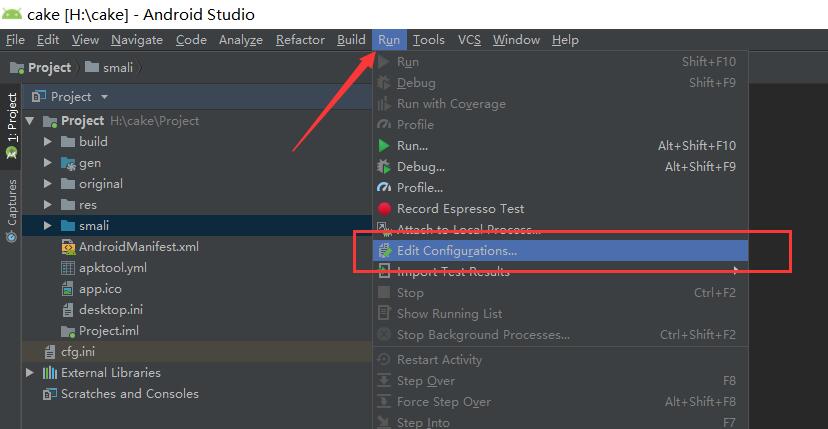 cake [H:\cake] - Android Studio
File Edit View Navigate Code Analyze Refactor Build Run Tools VCS Window Help
Project smali
1: Project
Captures
Project
Project H:\cake\Project
build
gen
original
res
smali
AndroidManifest.xml
apktool.yml
app.ico
desktop.ini
Project.iml
cfg.ini
External Libraries
Scratches and Consoles
Run Shift+F10
Debug Shift+F9
Run with Coverage
Profile
Run... Alt+Shift+F10
Debug... Alt+Shift+F9
Profile...
Record Espresso Test
Attach to Local Process...
Edit Configurations...
Import Test Results
Stop Ctrl+F2
Show Running List
Stop Background Processes... Ctrl+Shift+F2
Restart Activity
Step Over F8
Force Step Over Alt+Shift+F8
Step Into F7